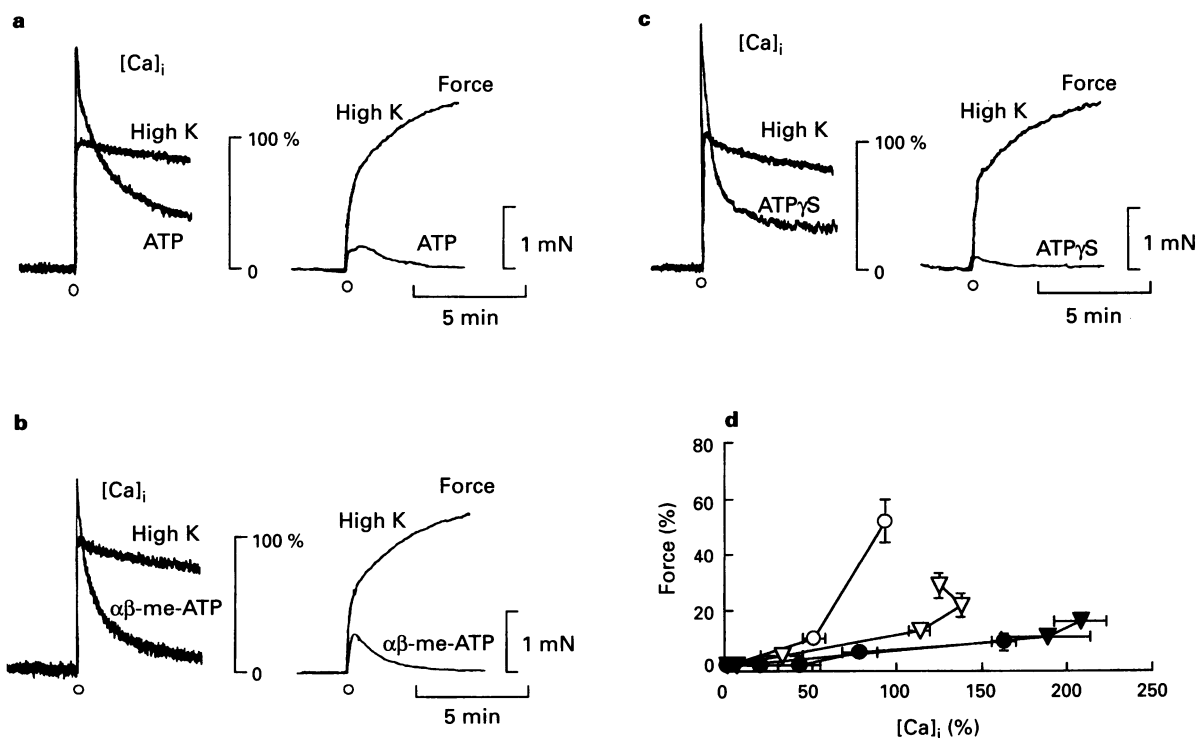 a
[Ca]i
High K
ATP
100 %
0
Force
High K
ATP
1 mN
5 min
b
[Ca]i
High K
αβ-me-ATP
100 %
0
Force
High K
αβ-me-ATP
1 mN
5 min
c
[Ca]i
High K
ATPγS
100 %
0
Force
High K
ATPγS
1 mN
5 min
d
Force (%)
80
60
40
20
0
0 50 100 150 200 250
[Ca]i (%)